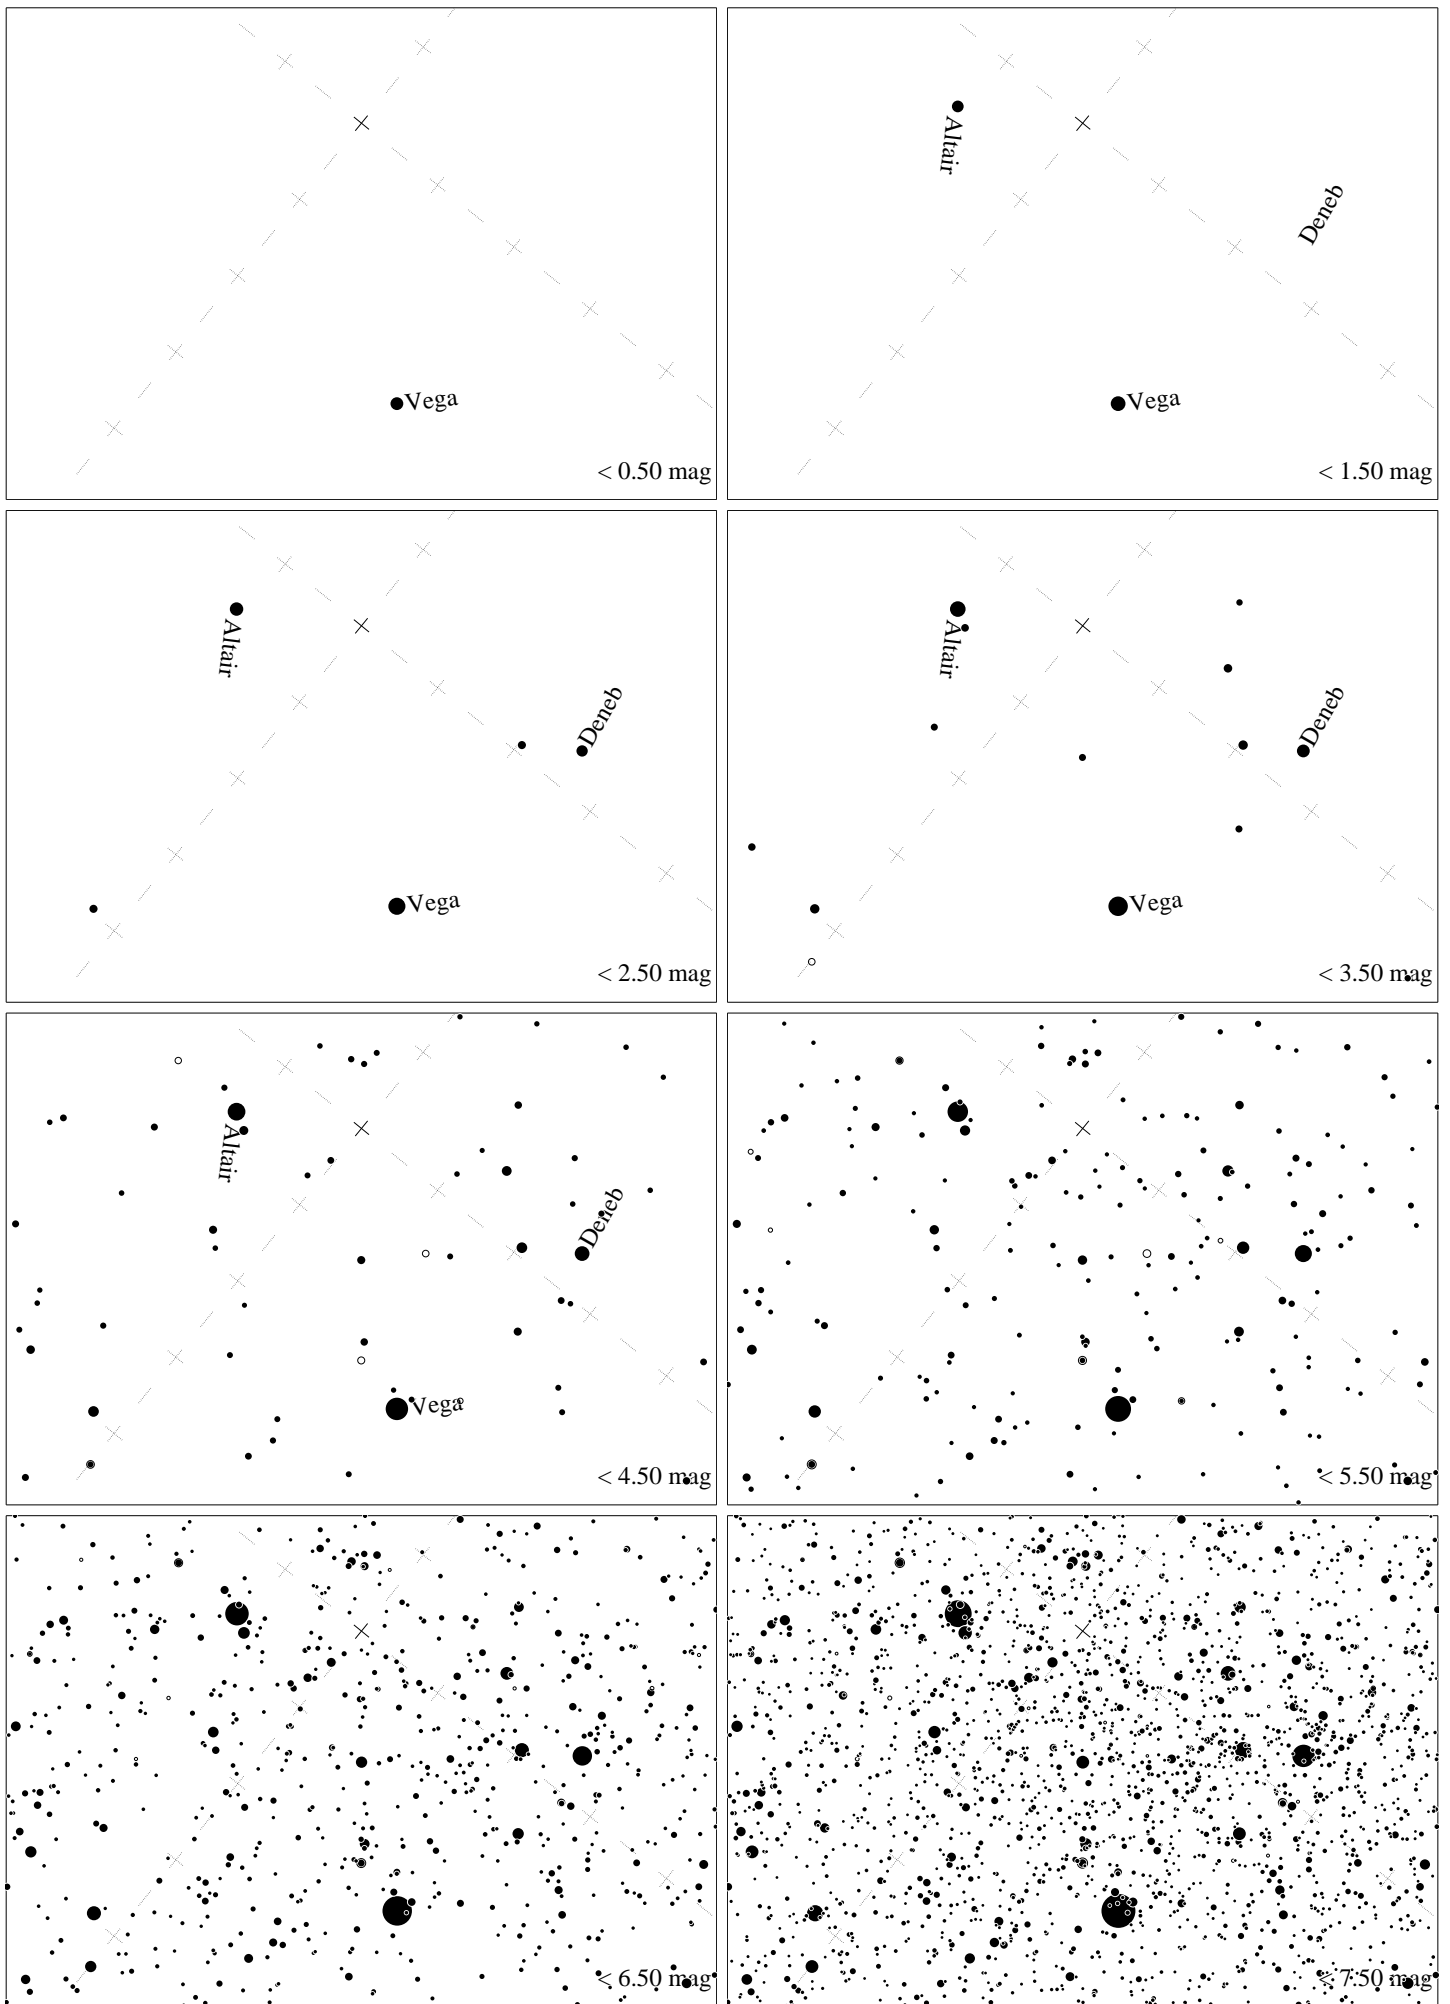 Vega
< 0.50 mag
Altair
Deneb
Vega
< 1.50 mag
Altair
Deneb
Vega
< 2.50 mag
Altair
Deneb
Vega
< 3.50 mag
Altair
Deneb
Vega
< 4.50 mag
< 5.50 mag
< 6.50 mag
< 7.50 mag